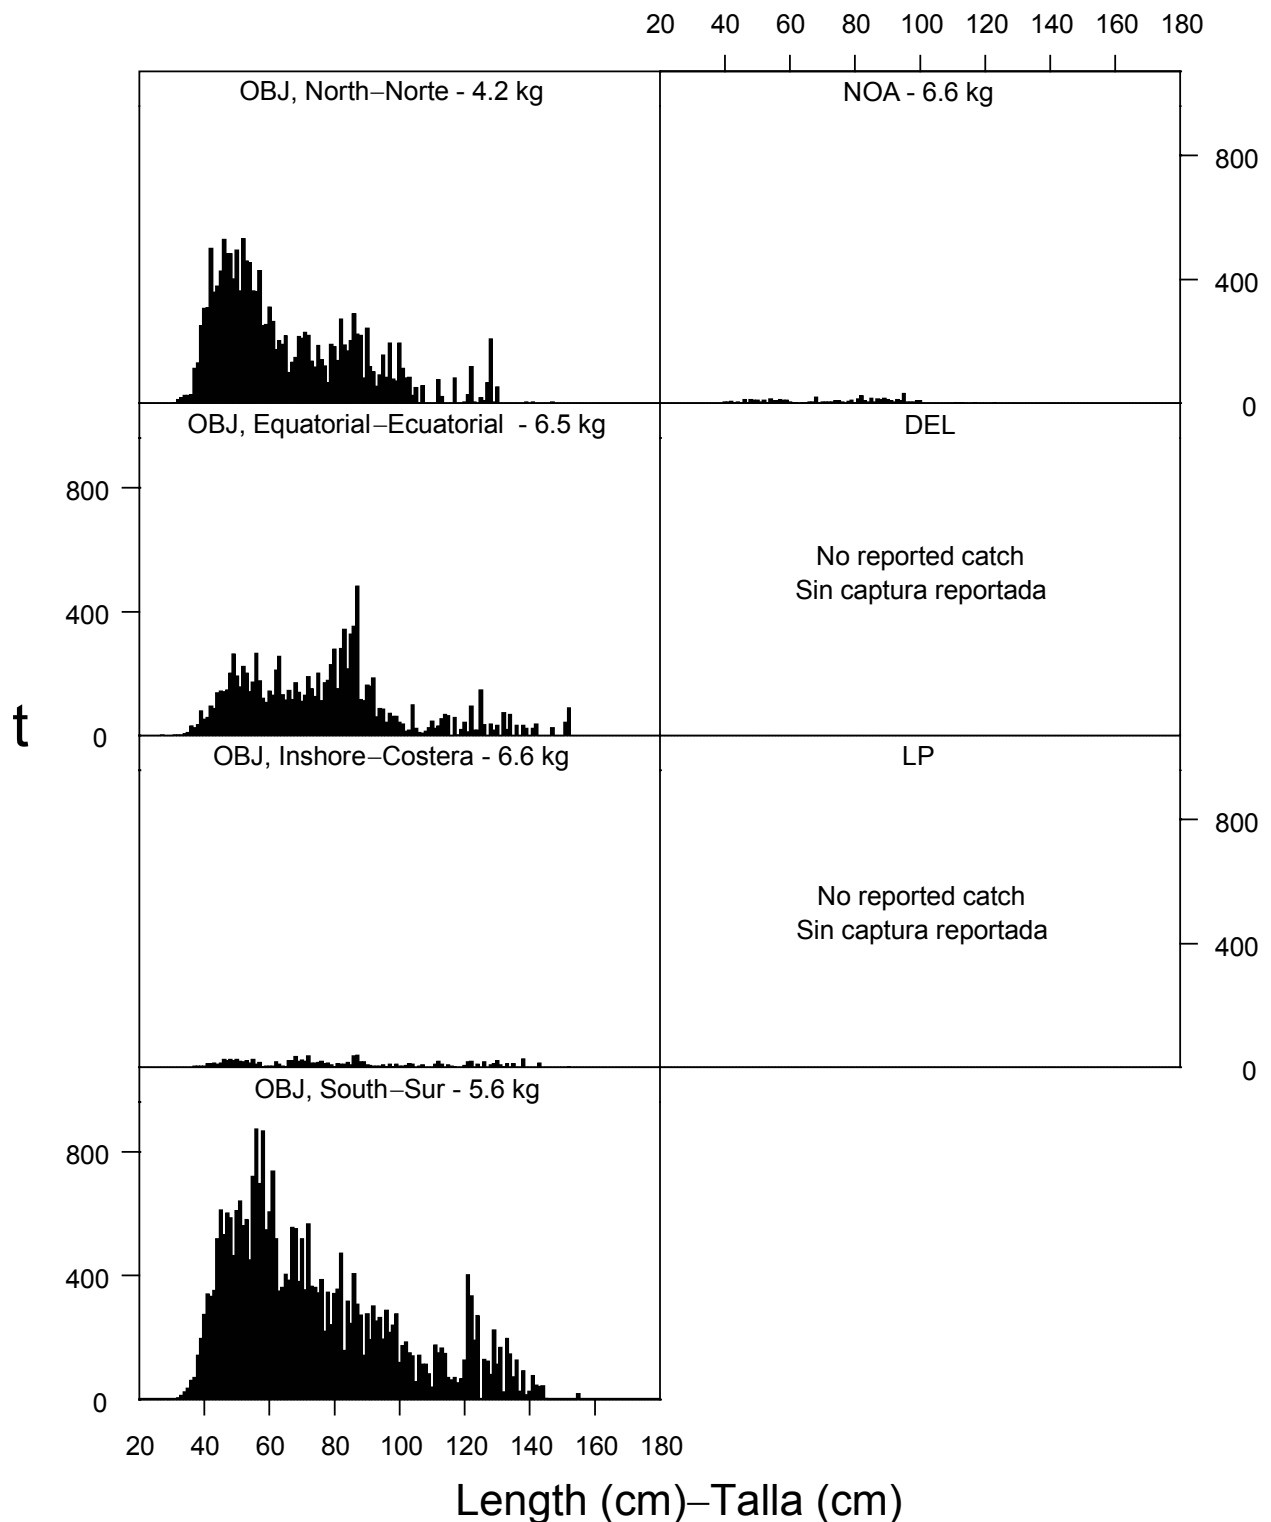 20 40 60 80 100 120 140 160 180
OBJ, North–Norte - 4.2 kg
NOA - 6.6 kg
800
400
0
OBJ, Equatorial–Ecuatorial - 6.5 kg
DEL
800
400
0
No reported catch
Sin captura reportada
t
OBJ, Inshore–Costera - 6.6 kg
LP
800
400
0
No reported catch
Sin captura reportada
OBJ, South–Sur - 5.6 kg
800
400
0
20 40 60 80 100 120 140 160 180
Length (cm)–Talla (cm)